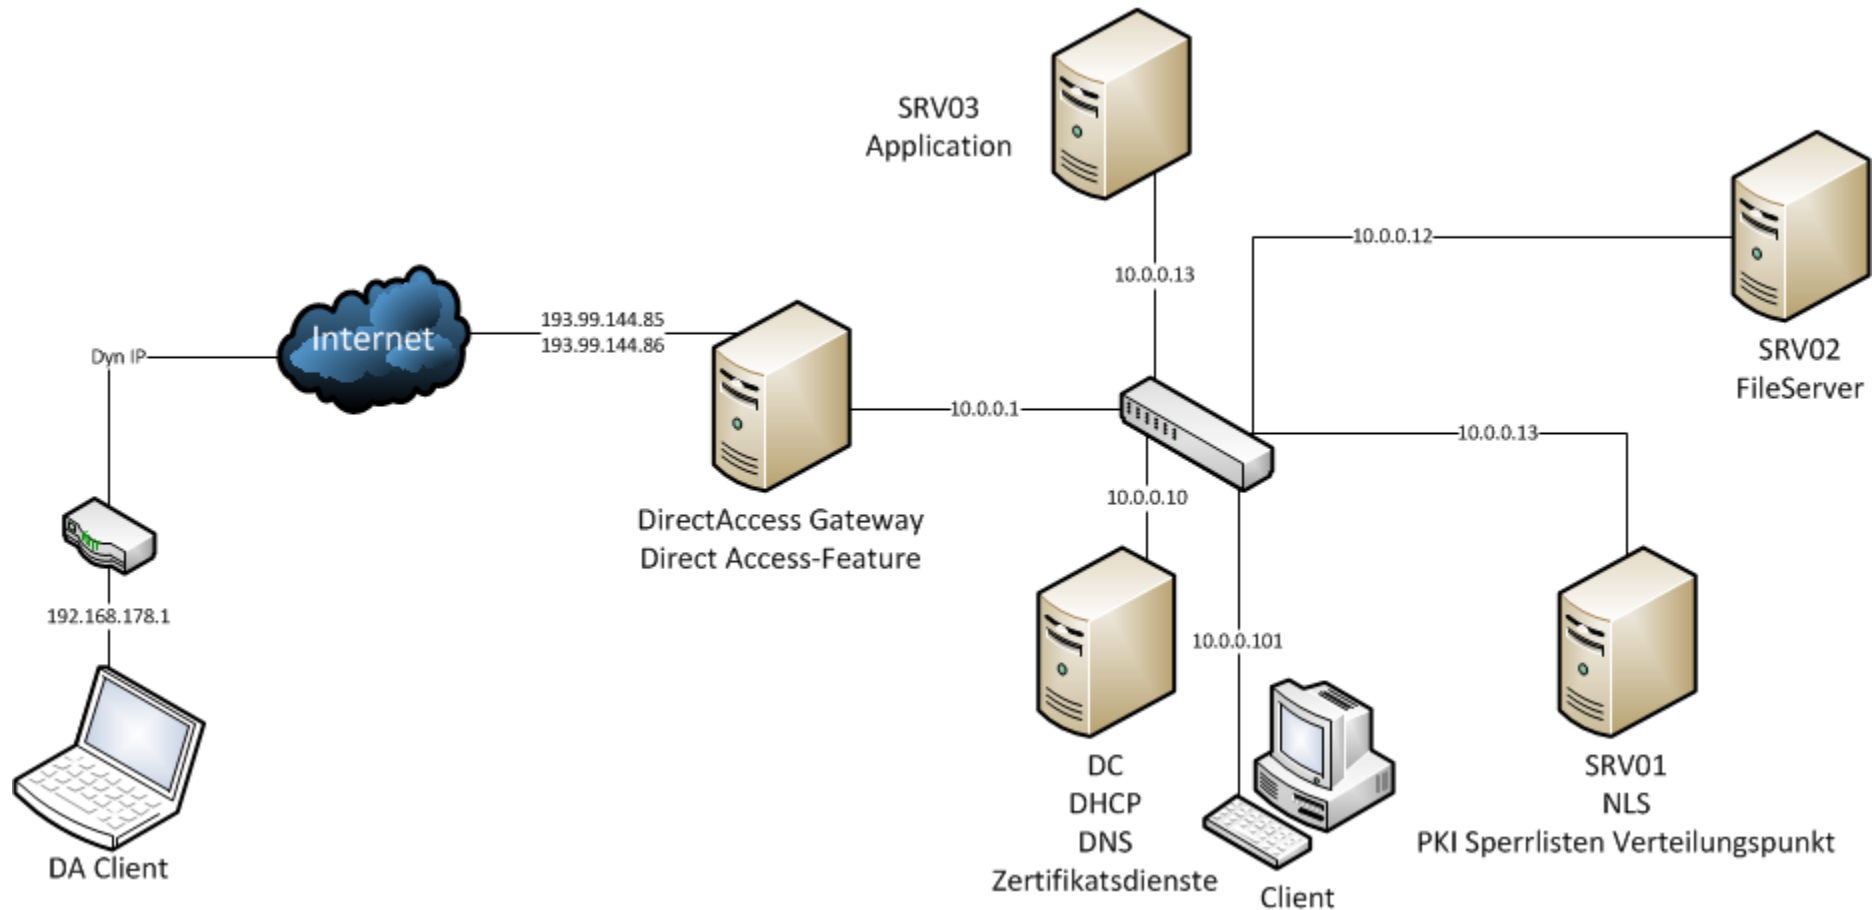 SRV03
Application
10.0.0.13
10.0.0.12
SRV02
FileServer
Internet
Dyn IP
193.99.144.85
193.99.144.86
10.0.0.1
DirectAccess Gateway
Direct Access-Feature
10.0.0.13
10.0.0.10
192.168.178.1
10.0.0.101
DA Client
DC
DHCP
DNS
Zertifikatsdienste
Client
SRV01
NLS
PKI Sperrlisten Verteilungspunkt